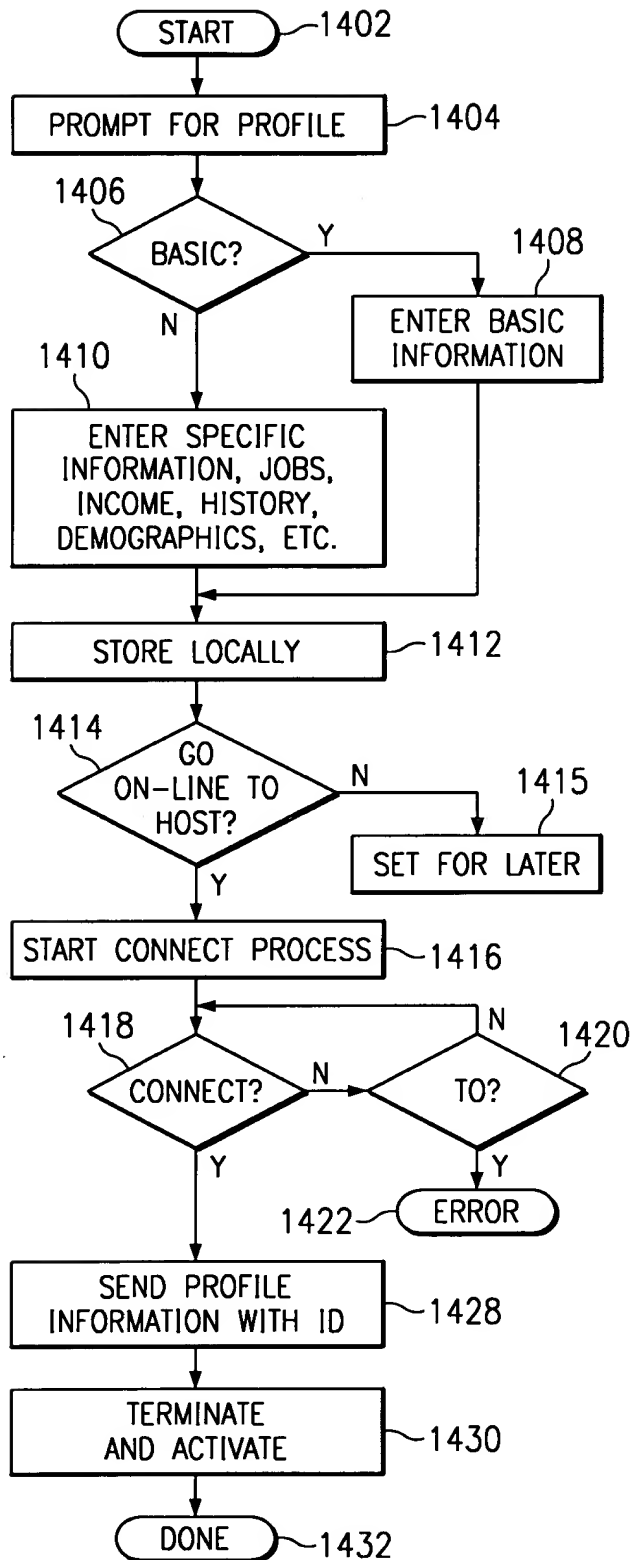 START
1402
PROMPT FOR PROFILE
1404
1406
BASIC?
Y
N
1408
ENTER BASIC
INFORMATION
1410
ENTER SPECIFIC
INFORMATION, JOBS,
INCOME, HISTORY,
DEMOGRAPHICS, ETC.
STORE LOCALLY
1412
1414
GO
ON-LINE TO
HOST?
N
Y
1415
SET FOR LATER
START CONNECT PROCESS
1416
1418
CONNECT?
N
Y
N
1420
TO?
Y
1422
ERROR
SEND PROFILE
INFORMATION WITH ID
1428
TERMINATE
AND ACTIVATE
1430
DONE
1432